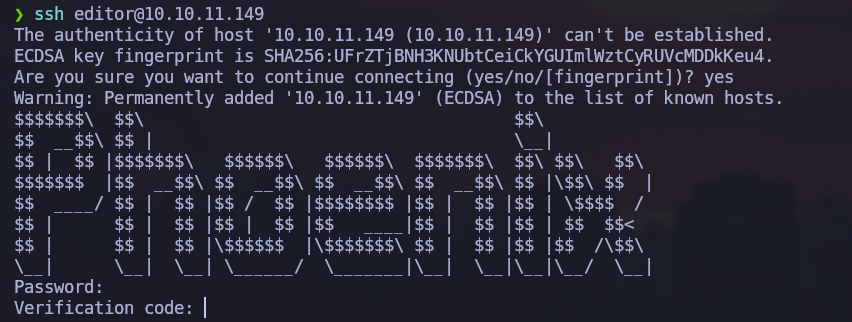 ❯ ssh editor@10.10.11.149
The authenticity of host '10.10.11.149 (10.10.11.149)' can't be established.
ECDSA key fingerprint is SHA256:UFrZTjBNH3KNUbtCeiCkYGUImlWztCyRUVcMDDkKeu4.
Are you sure you want to continue connecting (yes/no/[fingerprint])? yes
Warning: Permanently added '10.10.11.149' (ECDSA) to the list of known hosts.
$$$$$$$\  $$\                                     $$\
$$  __$$\ $$ |                                    \__|
$$ |  $$ |$$$$$$$\   $$$$$$\   $$$$$$\  $$$$$$$\  $$\ $$\   $$\
$$$$$$$  |$$  __$$\ $$  __$$\ $$  __$$\ $$  __$$\ $$ |\$$\ $$  |
$$  ____/ $$ |  $$ |$$ /  $$ |$$$$$$$$ |$$ |  $$ |$$ | \$$$$  /
$$ |      $$ |  $$ |$$ |  $$ |$$   ____|$$ |  $$ |$$ | $$  $$<
$$ |      $$ |  $$ |\$$$$$$  |\$$$$$$$\ $$ |  $$ |$$ |$$  /\$$\
\__|      \__|  \__| \______/  \_______|\__|  \__|\__|\__/  \__|
Password:
Verification code: